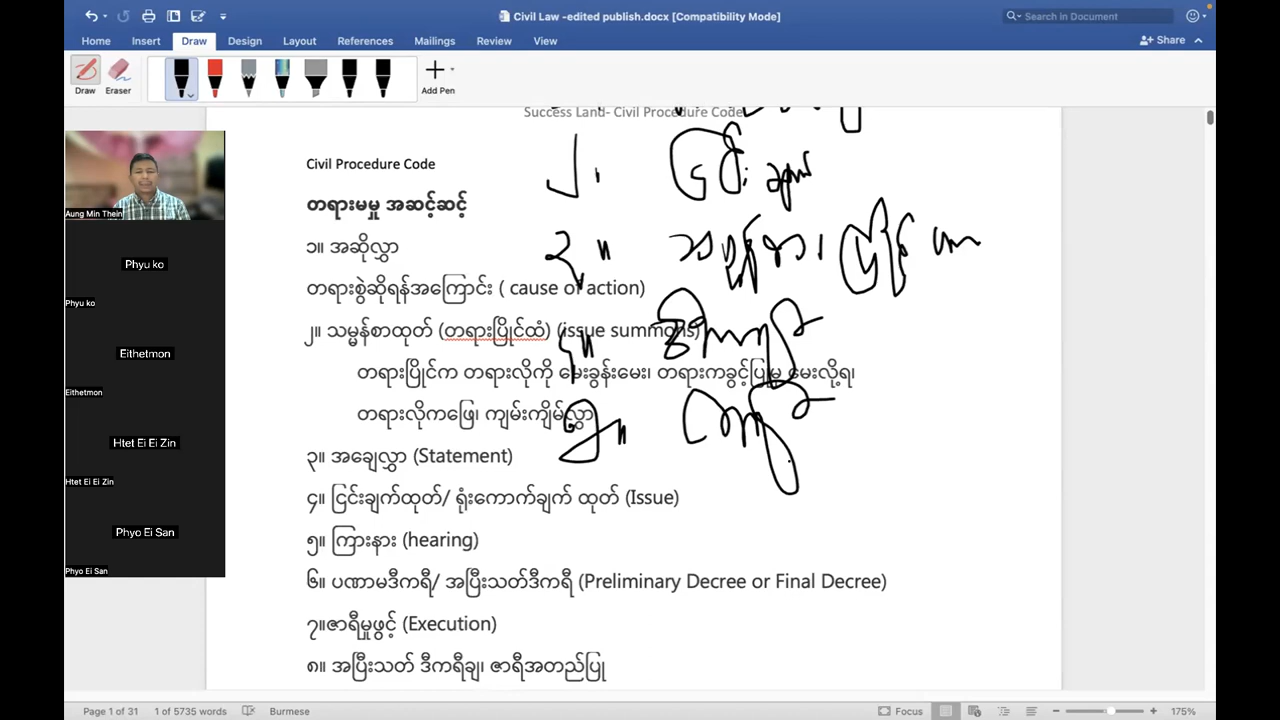 Civil Law -edited publish.docx [Compatibility Mode]
Search in Document
Home Insert Draw Design Layout References Mailings Review View
Share
Draw Eraser Add Pen
Success Land- Civil Procedure Code
Civil Procedure Code
တရားမမှု အဆင့်ဆင့်
၁။ အဆိုလွှာ
တရားစွဲဆိုရန်အကြောင်း ( cause of action)
၂။ သမ္မန်စာထုတ် (တရားပြိုင်ထံ) (issue summons)
တရားပြိုင်က တရားလိုကို မေးခွန်းမေး၊ တရားကခွင့်ပြုမှ မေးလို့ရ၊
တရားလိုကဖြေ၊ ကျမ်းကျိမ်လွှာ
၃။ အချေလွှာ (Statement)
၄။ ငြင်းချက်ထုတ်/ ရုံးကောက်ချက် ထုတ် (Issue)
၅။ ကြားနား (hearing)
၆။ ပဏာမဒီကရီ/ အပြီးသတ်ဒီကရီ (Preliminary Decree or Final Decree)
၇။ဇာရီမှုဖွင့် (Execution)
၈။ အပြီးသတ် ဒီကရီချ၊ ဇာရီအတည်ပြု
၂၊
၃။
၄။
၅။
Aung Min Thein
Phyu ko
Phyu ko
Eithetmon
Eithetmon
Htet Ei Ei Zin
Htet Ei Ei Zin
Phyo Ei San
Phyo Ei San
Page 1 of 31 1 of 5735 words Burmese Focus 175%